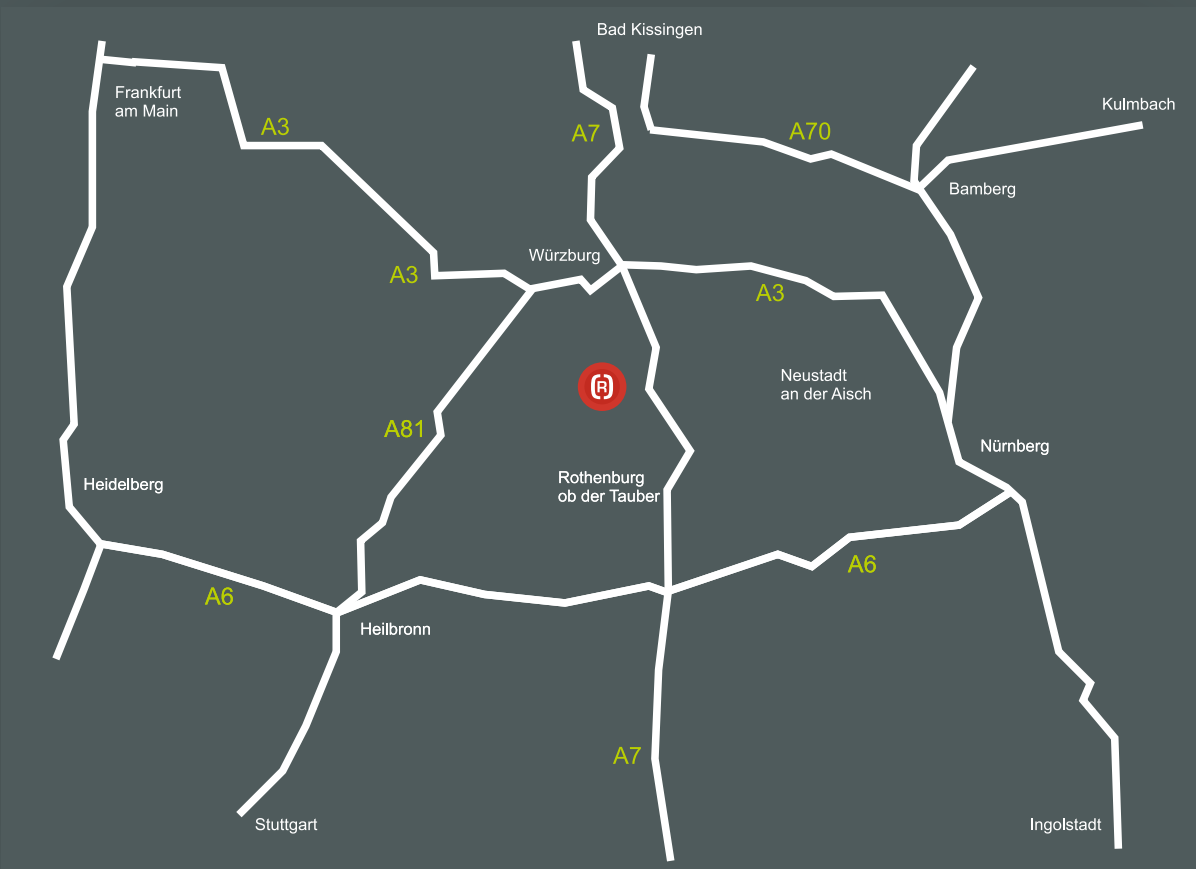 Bad Kissingen
Frankfurt
am Main
Kulmbach
A3
A7
A70
Bamberg
Würzburg
A3
A3
R
Neustadt
an der Aisch
A81
Nürnberg
Heidelberg
Rothenburg
ob der Tauber
A6
A6
Heilbronn
A7
Stuttgart
Ingolstadt